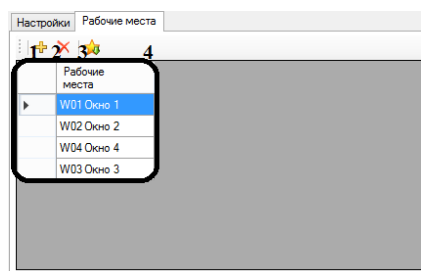 Настройки Рабочие места
1 2 3 4
Рабочие
места
W01 Окно 1
W02 Окно 2
W04 Окно 4
W03 Окно 3